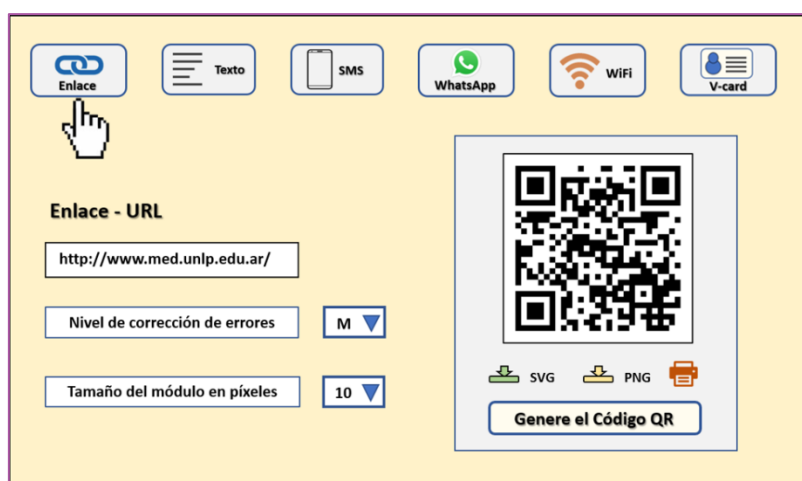 Enlace
Texto
SMS
WhatsApp
WiFi
V-card
Enlace - URL
http://www.med.unlp.edu.ar/
Nivel de corrección de errores
M
Tamaño del módulo en píxeles
10
SVG
PNG
Genere el Código QR